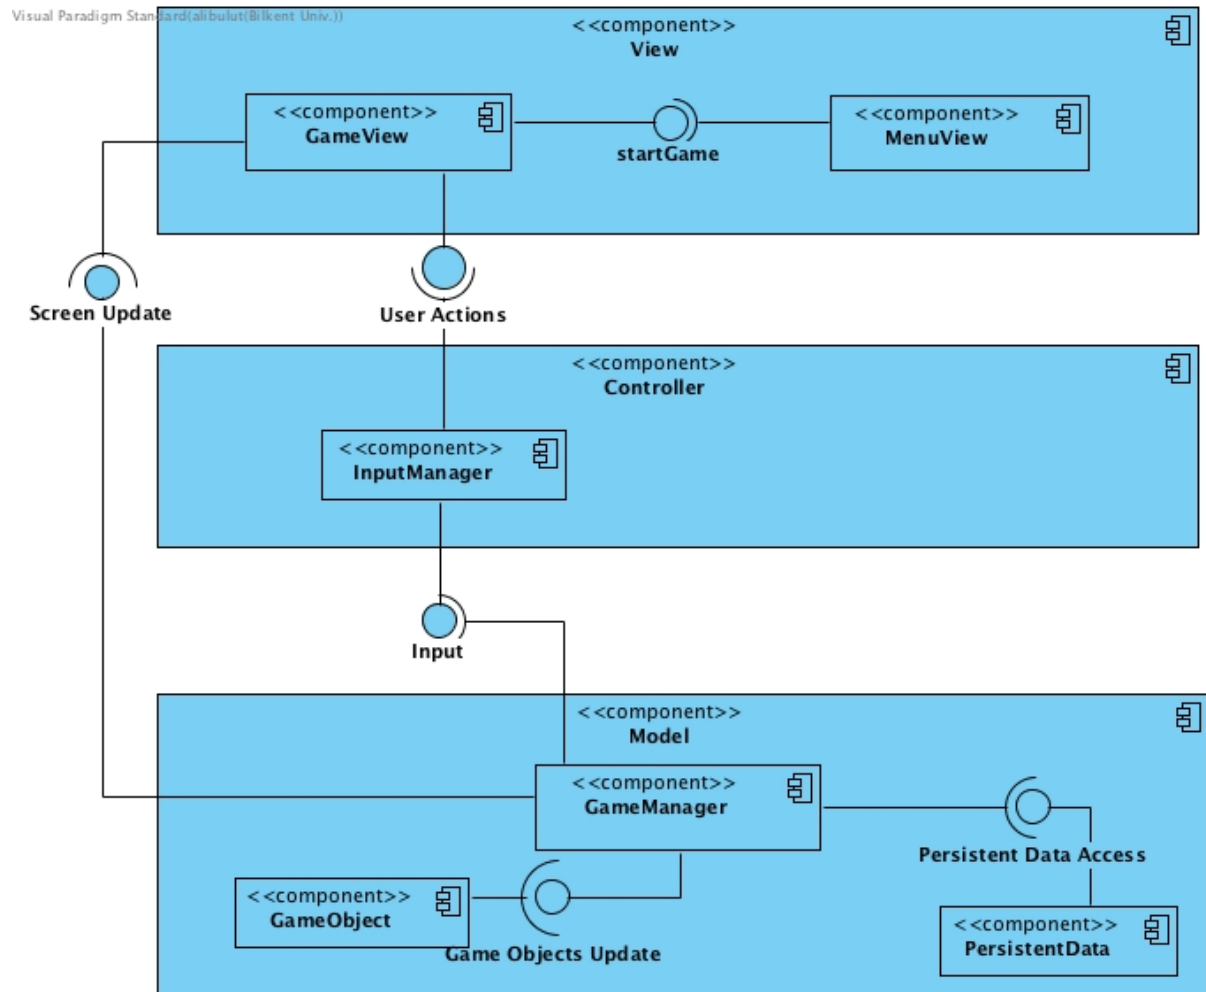 Visual Paradigm Standard(alibulut(Bilkent Univ.))
<<component>>
View
<<component>>
GameView
startGame
<<component>>
MenuView
Screen Update
User Actions
<<component>>
Controller
<<component>>
InputManager
Input
<<component>>
Model
<<component>>
GameManager
Persistent Data Access
<<component>>
GameObject
Game Objects Update
<<component>>
PersistentData